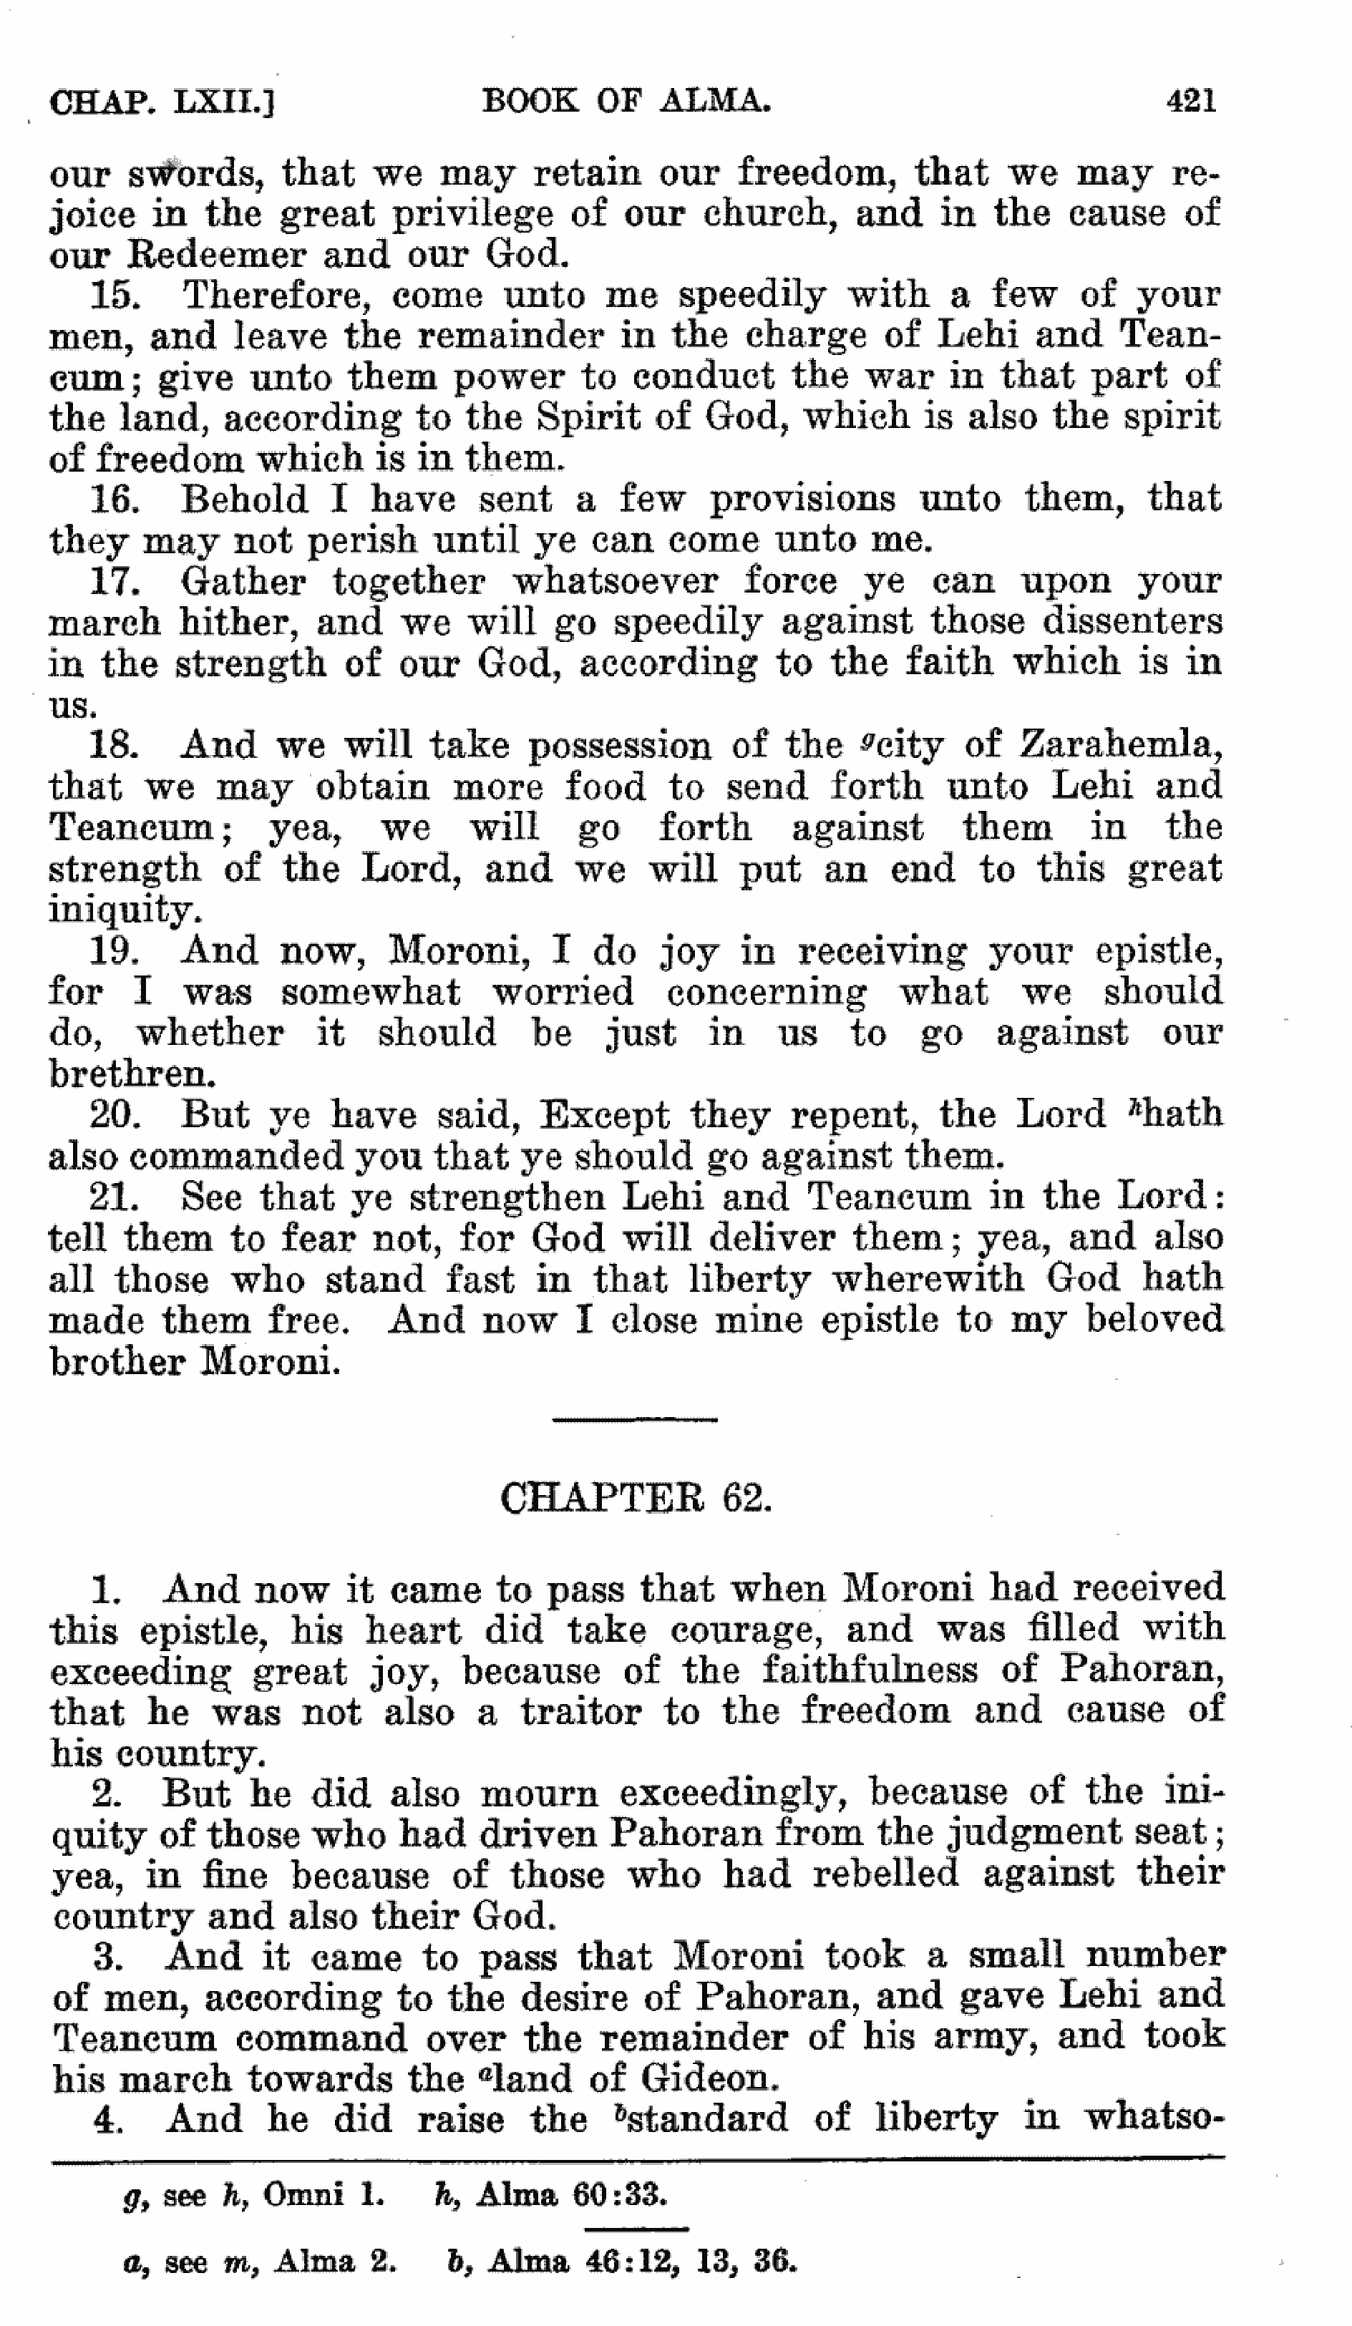 CHAP. LXII.] BOOK OF ALMA. 421
our swords, that we may retain our freedom, that we may re-
joice in the great privilege of our church, and in the cause of
our Redeemer and our God.
15. Therefore, come unto me speedily with a few of your
men, and leave the remainder in the charge of Lehi and Tean-
cum; give unto them power to conduct the war in that part of
the land, according to the Spirit of God, which is also the spirit
of freedom which is in them.
16. Behold I have sent a few provisions unto them, that
they may not perish until ye can come unto me.
17. Gather together whatsoever force ye can upon your
march hither, and we will go speedily against those dissenters
in the strength of our God, according to the faith which is in
us.
18. And we will take possession of the gcity of Zarahemla,
that we may obtain more food to send forth unto Lehi and
Teancum; yea, we will go forth against them in the
strength of the Lord, and we will put an end to this great
iniquity.
19. And now, Moroni, I do joy in receiving your epistle,
for I was somewhat worried concerning what we should
do, whether it should be just in us to go against our
brethren.
20. But ye have said, Except they repent, the Lord hhath
also commanded you that ye should go against them.
21. See that ye strengthen Lehi and Teancum in the Lord:
tell them to fear not, for God will deliver them; yea, and also
all those who stand fast in that liberty wherewith God hath
made them free. And now I close mine epistle to my beloved
brother Moroni.
CHAPTER 62.
1. And now it came to pass that when Moroni had received
this epistle, his heart did take courage, and was filled with
exceeding great joy, because of the faithfulness of Pahoran,
that he was not also a traitor to the freedom and cause of
his country.
2. But he did also mourn exceedingly, because of the ini-
quity of those who had driven Pahoran from the judgment seat;
yea, in fine because of those who had rebelled against their
country and also their God.
3. And it came to pass that Moroni took a small number
of men, according to the desire of Pahoran, and gave Lehi and
Teancum command over the remainder of his army, and took
his march towards the aland of Gideon.
4. And he did raise the bstandard of liberty in whatso-
g, see h, Omni 1. h, Alma 60:33.
a, see m, Alma 2. b, Alma 46:12, 13, 36.